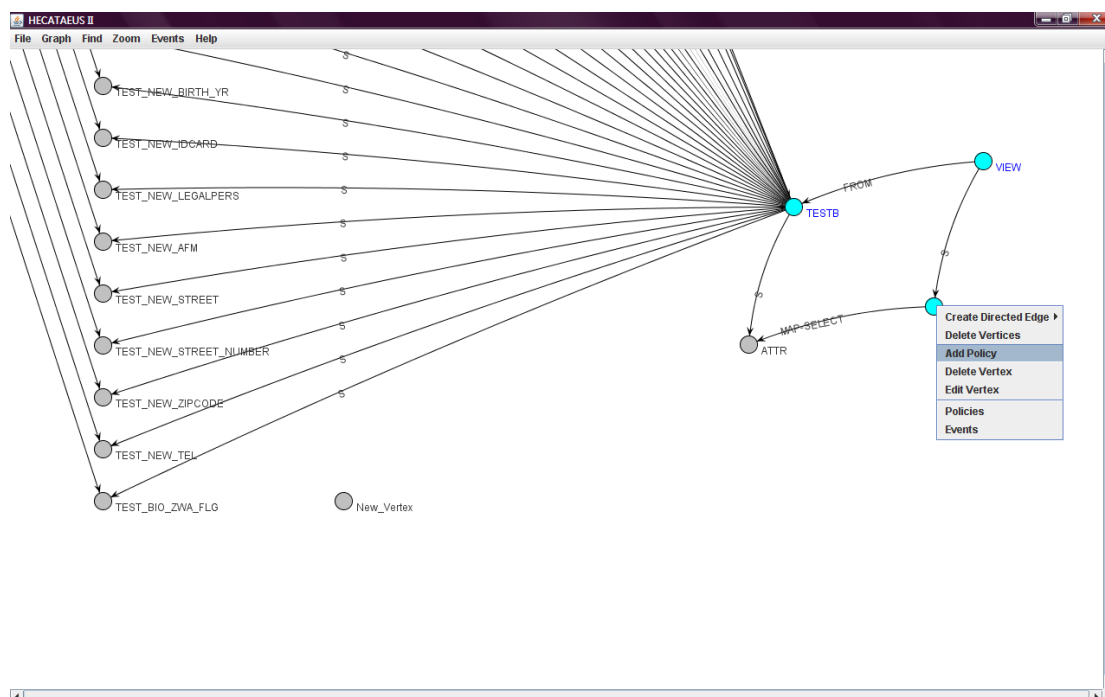 HECATAEUS II
File Graph Find Zoom Events Help
S
TEST_NEW_BIRTH_YR
S
S
TEST_NEW_IDCARD
S
VIEW
FROM
TEST_NEW_LEGALPERS
S
TESTB
S
TEST_NEW_AFM
S
S
TEST_NEW_STREET
S
S
MAP-SELECT
S
TEST_NEW_STREET_NUMBER
ATTR
S
TEST_NEW_ZIPCODE
S
TEST_NEW_TEL
TEST_BIO_ZWA_FLG
New_Vertex
Create Directed Edge
Delete Vertices
Add Policy
Delete Vertex
Edit Vertex
Policies
Events